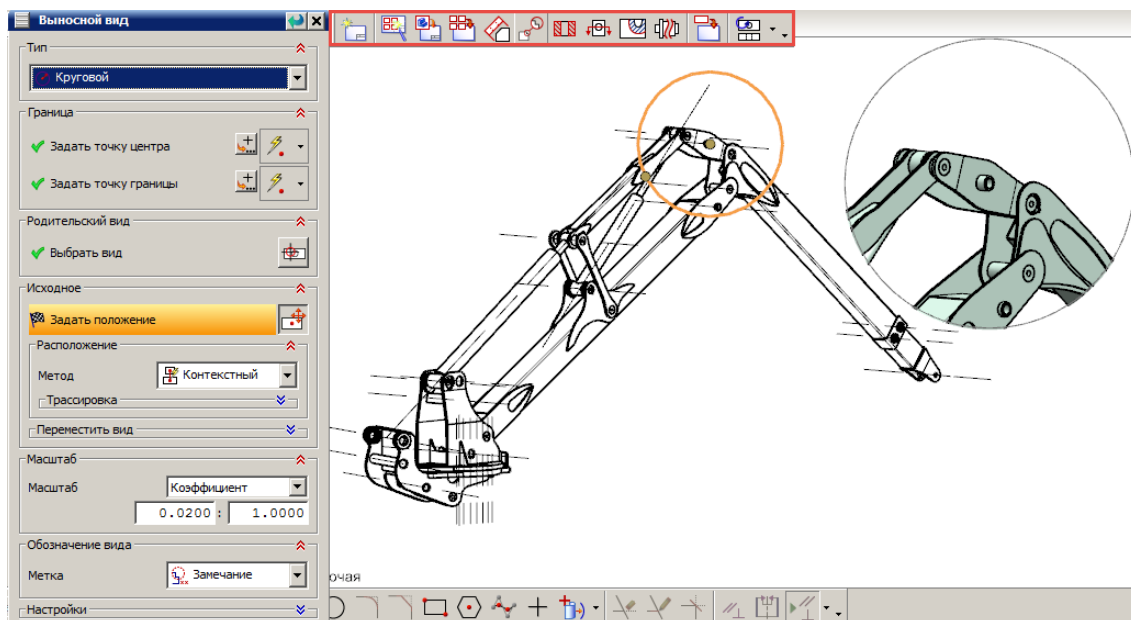 Выносной вид
Тип
Круговой
Граница
Задать точку центра
Задать точку границы
Родительский вид
Выбрать вид
Исходное
Задать положение
Расположение
Метод Контекстный
Трассировка
Переместить вид
Масштаб
Масштаб Коэффициент
0.0200 : 1.0000
Обозначение вида
Метка Замечание
Настройки
очая